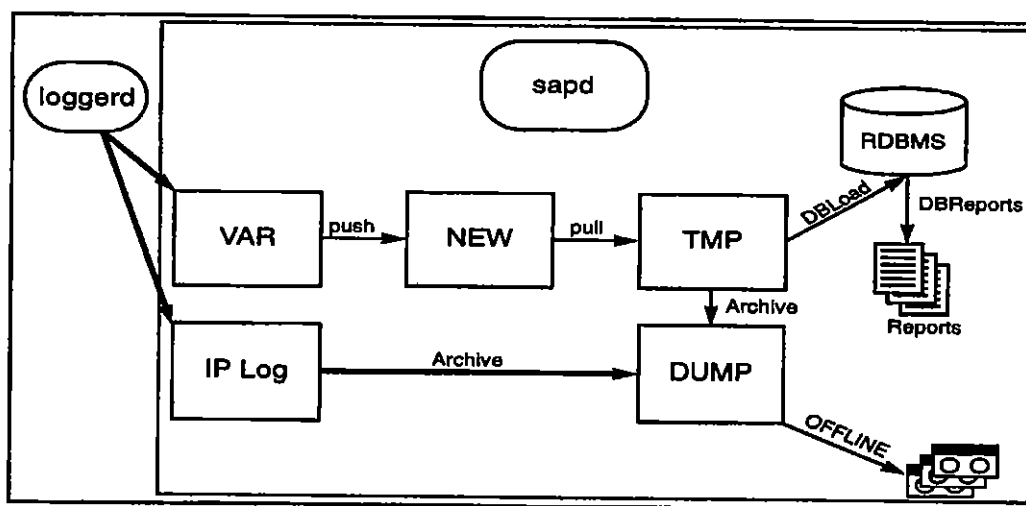 loggerd
sapd
RDBMS
DBLoad
DBReports
VAR
push
NEW
pull
TMP
Archive
Reports
IP Log
Archive
DUMP
OFFLINE